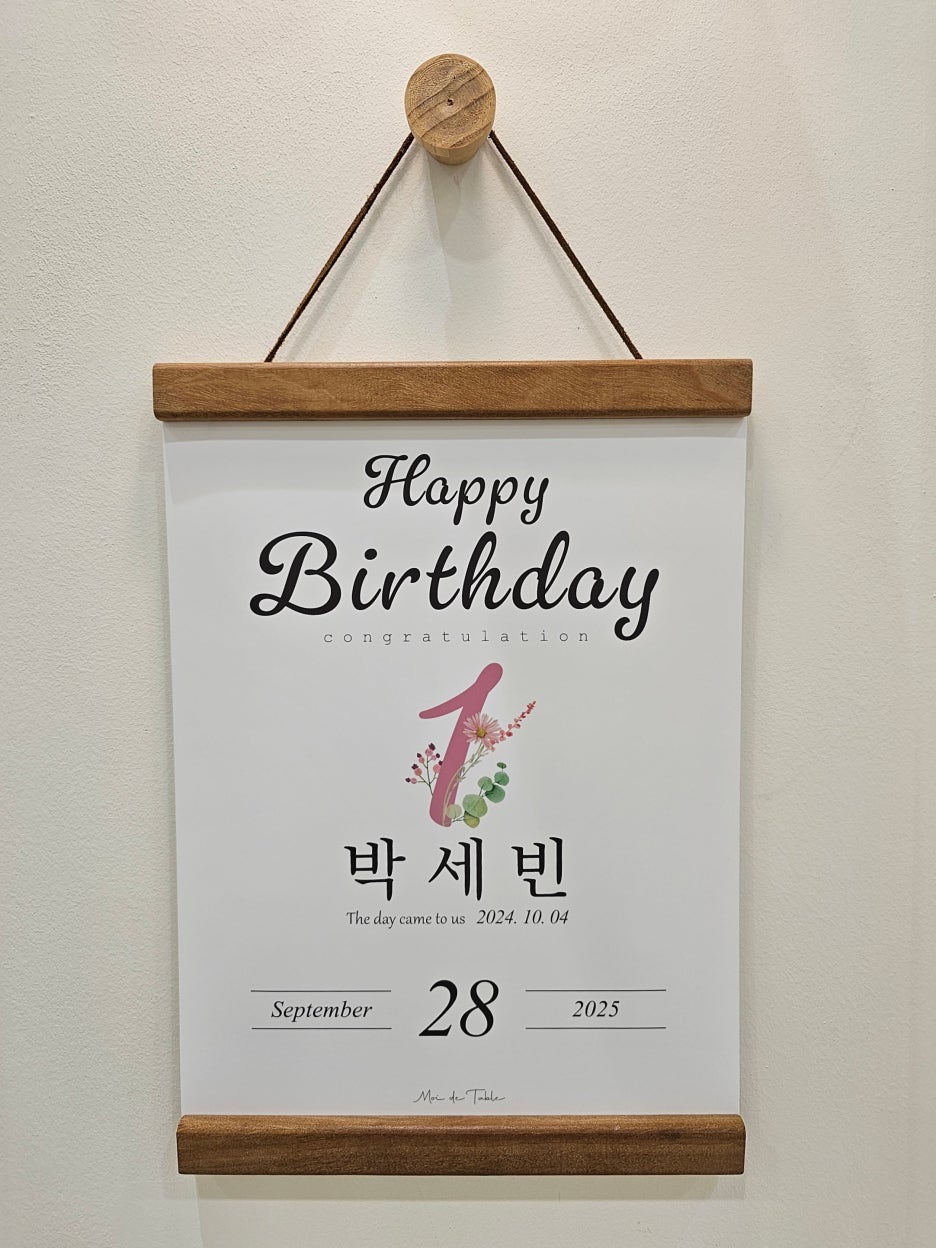 Happy
Birthday
congratulation
1
박 세 빈
The day came to us 2024. 10. 04
September 28 2025
Moi de Table